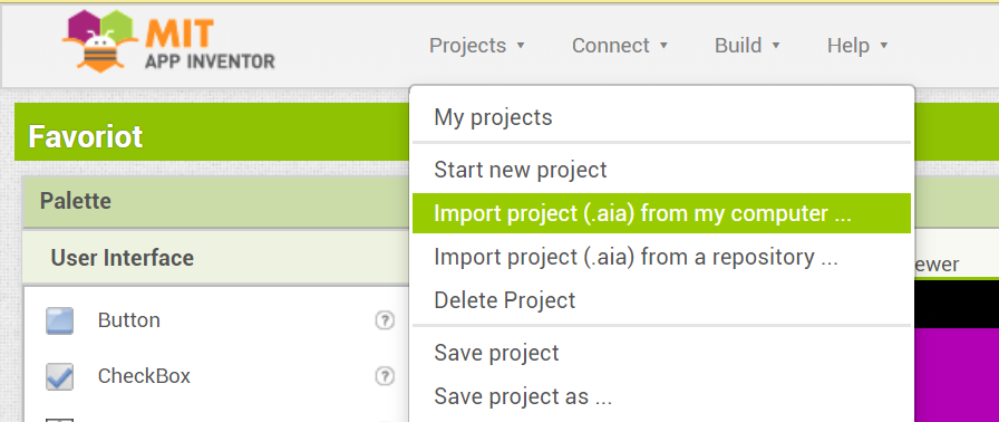 MIT
APP INVENTOR
Projects Connect Build Help
My projects
Favoriot
Start new project
Palette
Import project (.aia) from my computer ...
User Interface
Import project (.aia) from a repository ...
ewer
Delete Project
Button ?
Save project
CheckBox ?
Save project as ...